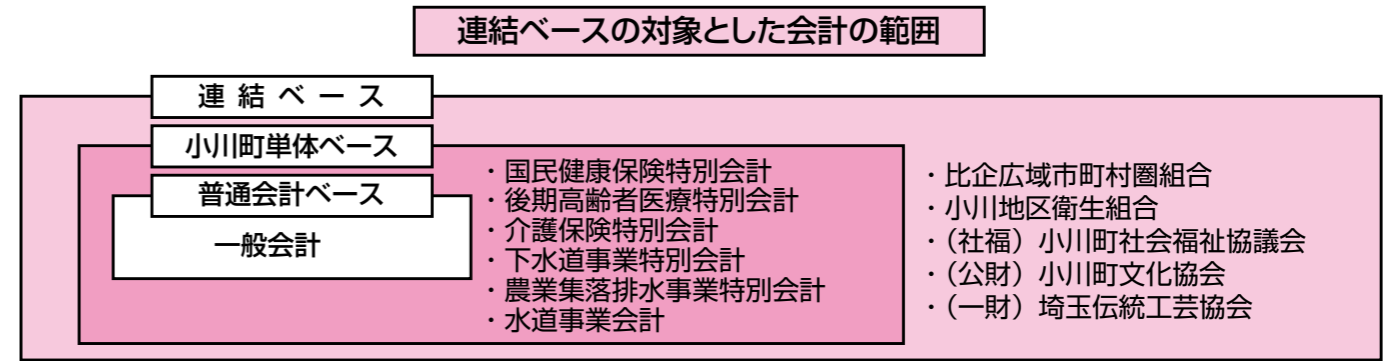 連結ベースの対象とした会計の範囲
連結ベース
小川町単体ベース
普通会計ベース
一般会計
・国民健康保険特別会計
・後期高齢者医療特別会計
・介護保険特別会計
・下水道事業特別会計
・農業集落排水事業特別会計
・水道事業会計
・比企広域市町村圏組合
・小川地区衛生組合
・(社福)小川町社会福祉協議会
・(公財)小川町文化協会
・(一財)埼玉伝統工芸協会